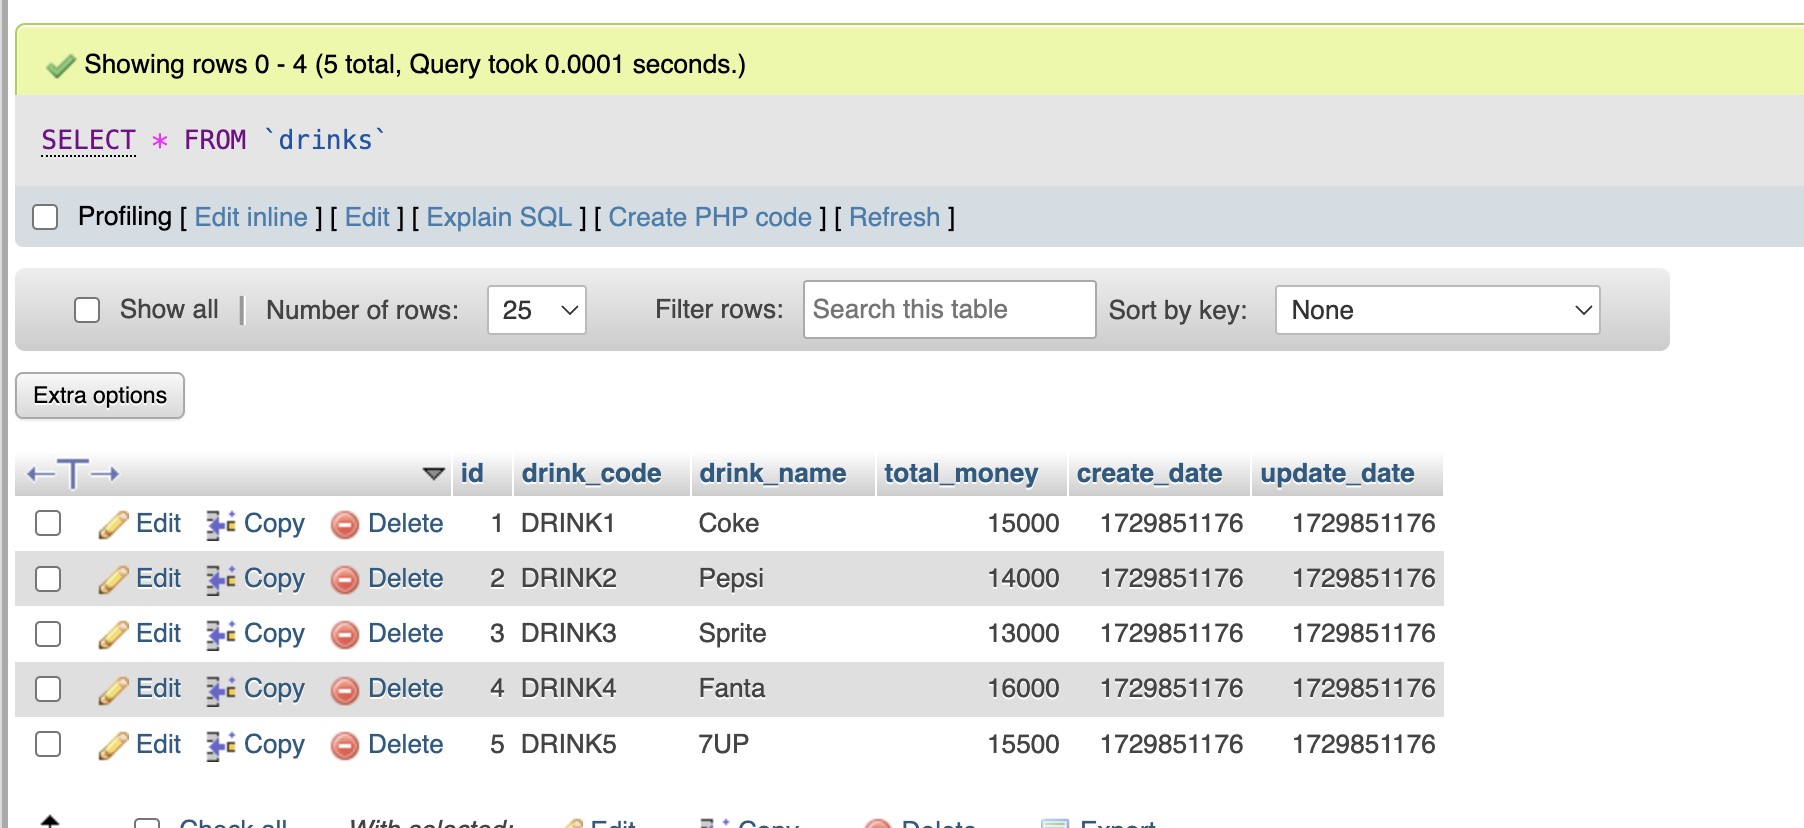 Showing rows 0 - 4 (5 total, Query took 0.0001 seconds.)
SELECT * FROM `drinks`
Profiling [ Edit inline ] [ Edit ] [ Explain SQL ] [ Create PHP code ] [ Refresh ]
Show all | Number of rows: 25 Filter rows: Search this table Sort by key: None
Extra options
id drink_code drink_name total_money create_date update_date
Edit Copy Delete 1 DRINK1 Coke 15000 1729851176 1729851176
Edit Copy Delete 2 DRINK2 Pepsi 14000 1729851176 1729851176
Edit Copy Delete 3 DRINK3 Sprite 13000 1729851176 1729851176
Edit Copy Delete 4 DRINK4 Fanta 16000 1729851176 1729851176
Edit Copy Delete 5 DRINK5 7UP 15500 1729851176 1729851176
Check all With selected: Edit Copy Delete Export